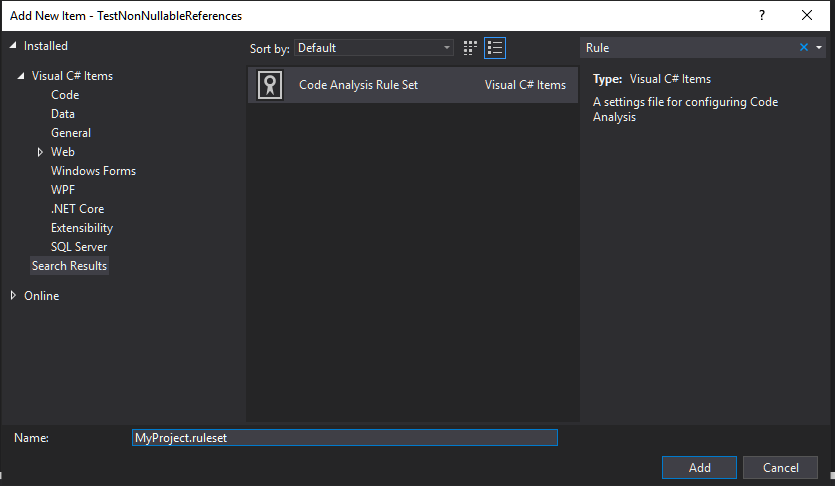 Add New Item - TestNonNullableReferences
?
Installed
Sort by: Default
Rule
Visual C# Items
Code
Data
General
Web
Windows Forms
WPF
.NET Core
Extensibility
SQL Server
Search Results
Online
Code Analysis Rule Set Visual C# Items
Type: Visual C# Items
A settings file for configuring Code
Analysis
Name: MyProject.ruleset
Add Cancel